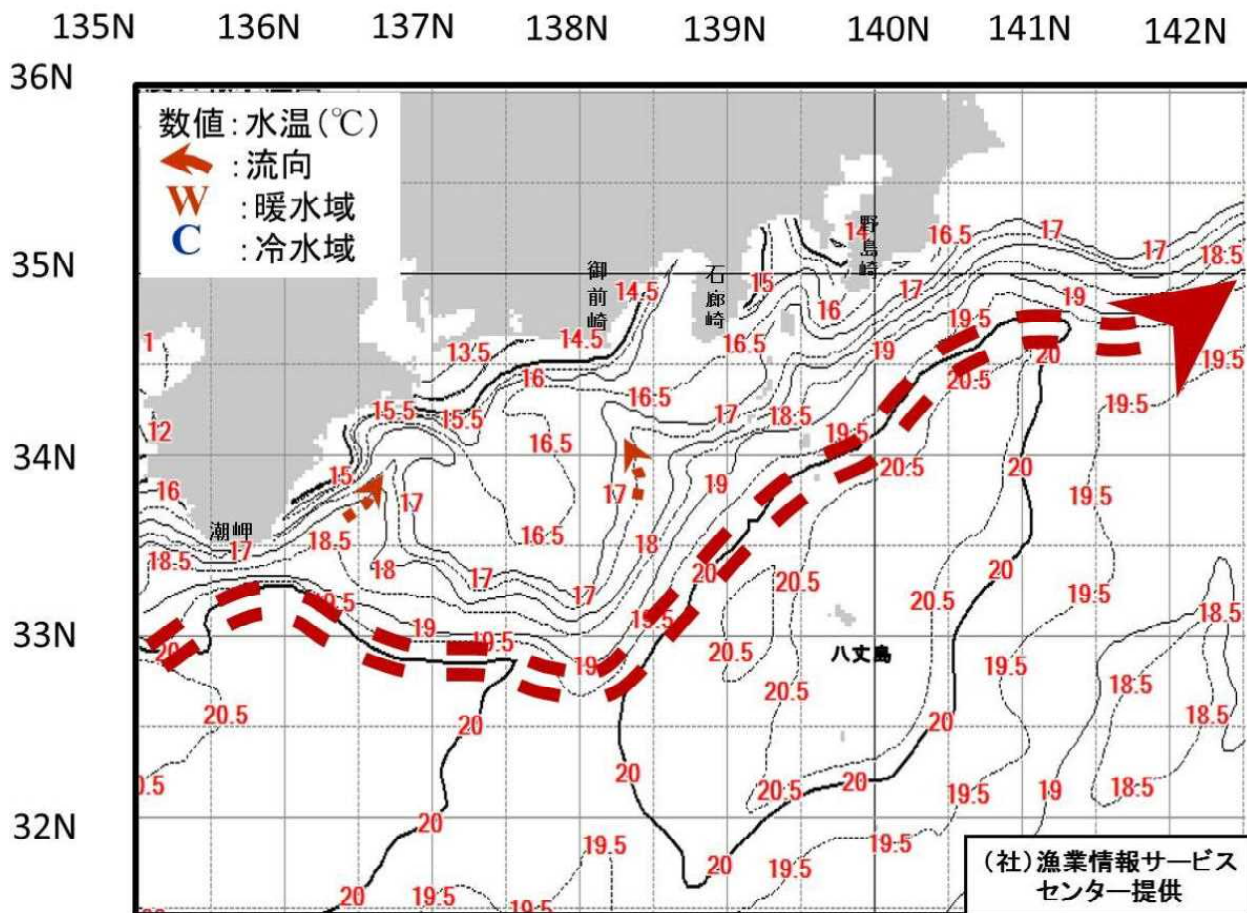 135N 136N 137N 138N 139N 140N 141N 142N
36N
数値:水温(℃)
:流向
W :暖水域
C :冷水域
35N
34N
33N
32N
野島崎
石廊崎
御前崎
潮岬
八丈島
14 16.5 17 17 18.5
14.5 15 16 17 19
14.5 16.5 19 19.5 20 19.5
13.5 16 20.5
1 15.5 15.5 16.5 17 18.5 19.5
12 16.5 19.5 20.5 20 19.5
16 15 17 17 19
18.5 17 18.5 16.5 18
18 17 17 20 20.5 20.5 20 19.5 18.5
19.5 19 19.5 19.5
20 19 20.5 19.5 18.5
20.5 20 20.5 18.5
0.5 20 20.5 20 19.5 19 18.5
20 19.5 20 19.5 19.5
20 19.5 19.5
(社)漁業情報サービス
センター提供